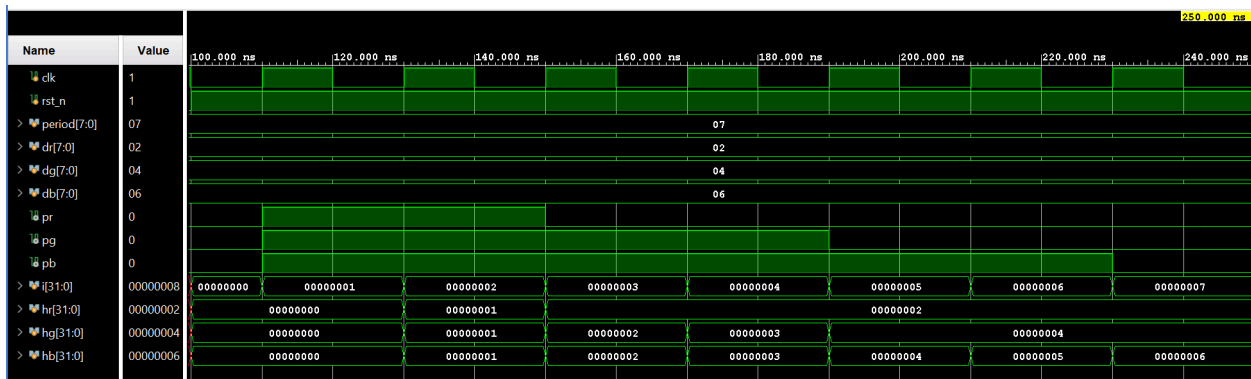 250.000 ns
Name Value
100.000 ns 120.000 ns 140.000 ns 160.000 ns 180.000 ns 200.000 ns 220.000 ns 240.000 ns
clk 1
rst_n 1
period[7:0] 07 07
dr[7:0] 02 02
dg[7:0] 04 04
db[7:0] 06 06
pr 0
pg 0
pb 0
i[31:0] 00000008 00000000 00000001 00000002 00000003 00000004 00000005 00000006 00000007
hr[31:0] 00000002 00000000 00000001 00000002
hg[31:0] 00000004 00000000 00000001 00000002 00000003 00000004
hb[31:0] 00000006 00000000 00000001 00000002 00000003 00000004 00000005 00000006